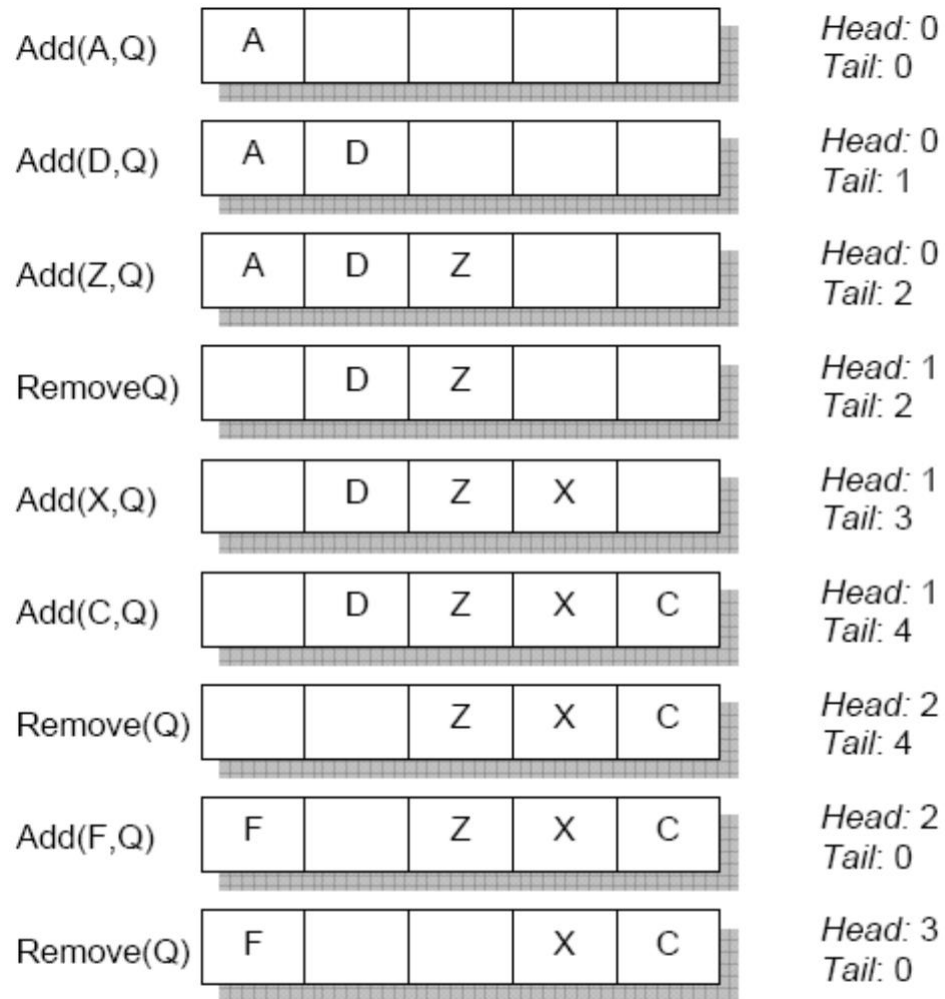 Add(A,Q) A Head: 0
Tail: 0
Add(D,Q) A D Head: 0
Tail: 1
Add(Z,Q) A D Z Head: 0
Tail: 2
RemoveQ) D Z Head: 1
Tail: 2
Add(X,Q) D Z X Head: 1
Tail: 3
Add(C,Q) D Z X C Head: 1
Tail: 4
Remove(Q) Z X C Head: 2
Tail: 4
Add(F,Q) F Z X C Head: 2
Tail: 0
Remove(Q) F X C Head: 3
Tail: 0